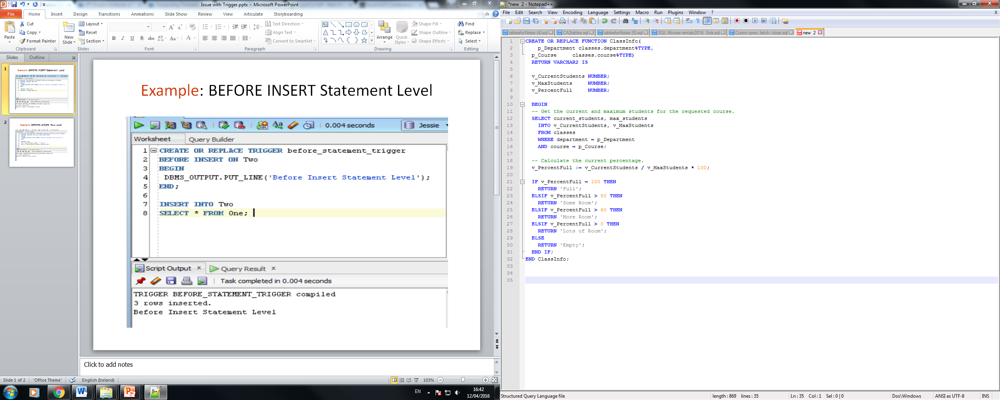 Issue with Trigger.pptx - Microsoft PowerPoint
File Home Insert Design Transitions Animations Slide Show Review View Articulate Storyboarding
Paste
Cut
Copy
Format Painter
Clipboard
New Slide
Layout
Reset
Section
Slides
Font
Text Direction
Align Text
Convert to SmartArt
Paragraph
Arrange
Quick Styles
Shape Fill
Shape Outline
Shape Effects
Drawing
Find
Replace
Select
Editing
Slides Outline
1
Example: BEFORE INSERT Statement Level
2
Example: BEFORE UPDATE Row Level
Example: BEFORE INSERT Statement Level
0.004 seconds
Jessie
Worksheet Query Builder
1 CREATE OR REPLACE TRIGGER before_statement_trigger
2 BEFORE INSERT ON Two
3 BEGIN
4 DBMS_OUTPUT.PUT_LINE('Before Insert Statement Level');
5 END;
6
7 INSERT INTO Two
8 SELECT * FROM One;
Script Output x Query Result x
Task completed in 0.004 seconds
TRIGGER BEFORE_STATEMENT_TRIGGER compiled
3 rows inserted.
Before Insert Statement Level
Click to add notes
Slide 1 of 2 "Office Theme" English (Ireland) 103%
EN
16:42
12/04/2016
*new 2 - Notepad++
File Edit Search View Encoding Language Settings Macro Run Plugins Window ? X
tablesforNotes (4).sql CA2tables.sql tablesforNotes (5).sql SQL Movies rentals2016 Sols.sql Cursor open, fetch, close.sql new 2
1 CREATE OR REPLACE FUNCTION ClassInfo(
2 p_Department classes.department%TYPE,
3 p_Course classes.course%TYPE)
4 RETURN VARCHAR2 IS
5
6 v_CurrentStudents NUMBER;
7 v_MaxStudents NUMBER;
8 v_PercentFull NUMBER;
9
10 BEGIN
11 -- Get the current and maximum students for the requested course.
12 SELECT current_students, max_students
13 INTO v_CurrentStudents, v_MaxStudents
14 FROM classes
15 WHERE department = p_Department
16 AND course = p_Course;
17
18 -- Calculate the current percentage.
19 v_PercentFull := v_CurrentStudents / v_MaxStudents * 100;
20
21 IF v_PercentFull = 100 THEN
22 RETURN 'Full';
23 ELSIF v_PercentFull > 80 THEN
24 RETURN 'Some Room';
25 ELSIF v_PercentFull > 60 THEN
26 RETURN 'More Room';
27 ELSIF v_PercentFull > 0 THEN
28 RETURN 'Lots of Room';
29 ELSE
30 RETURN 'Empty';
31 END IF;
32 END ClassInfo;
33
34
35
Structured Query Language file length : 869 lines : 35 Ln : 35 Col : 1 Sel : 0 | 0 Dos\Windows ANSI as UTF-8 INS